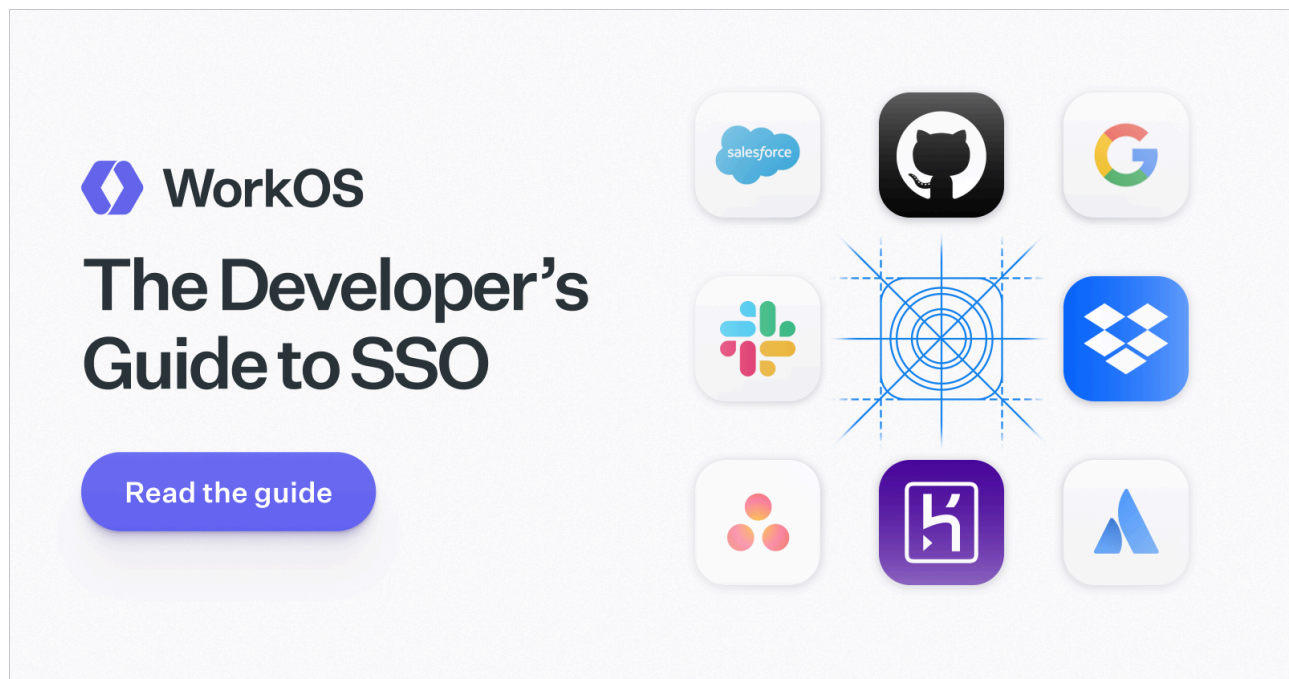 WorkOS
The Developer’s
Guide to SSO
Read the guide
salesforce